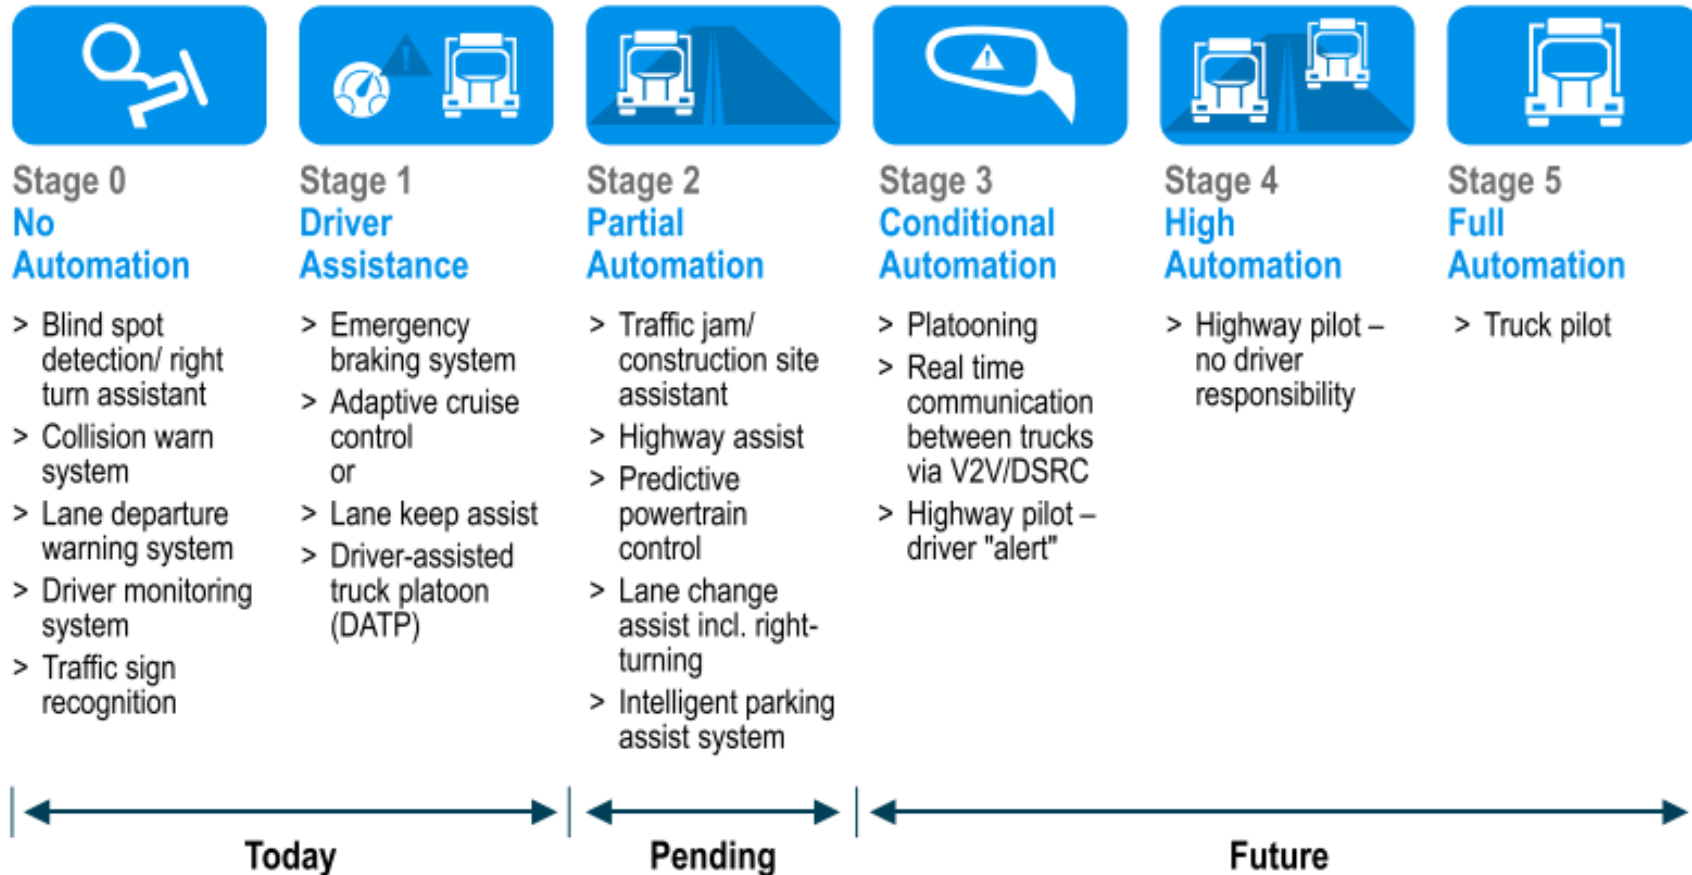 Stage 0
No
Automation
> Blind spot
detection/ right
turn assistant
> Collision warn
system
> Lane departure
warning system
> Driver monitoring
system
> Traffic sign
recognition
Stage 1
Driver
Assistance
> Emergency
braking system
> Adaptive cruise
control
or
> Lane keep assist
> Driver-assisted
truck platoon
(DATP)
Stage 2
Partial
Automation
> Traffic jam/
construction site
assistant
> Highway assist
> Predictive
powertrain
control
> Lane change
assist incl. right-
turning
> Intelligent parking
assist system
Stage 3
Conditional
Automation
> Platooning
> Real time
communication
between trucks
via V2V/DSRC
> Highway pilot –
driver "alert"
Stage 4
High
Automation
> Highway pilot –
no driver
responsibility
Stage 5
Full
Automation
> Truck pilot
Today
Pending
Future